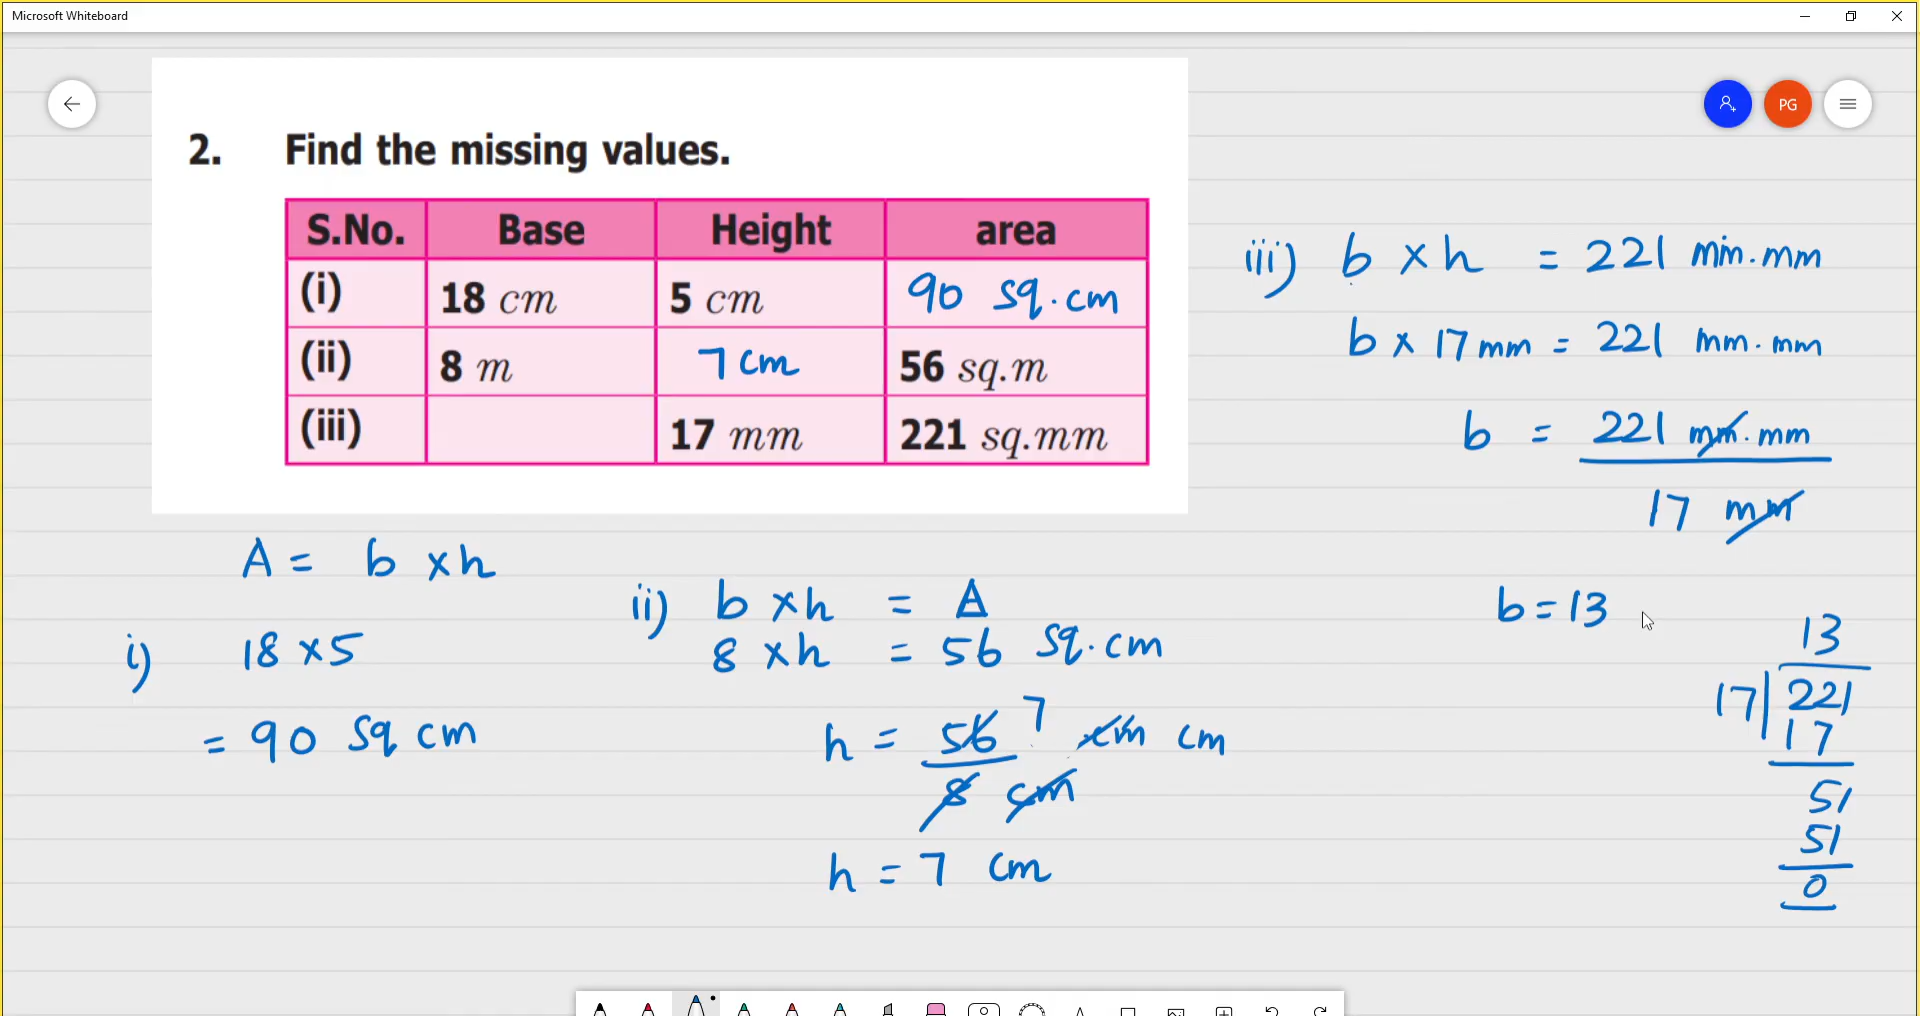 Microsoft Whiteboard
PG
2. Find the missing values.
S.No. Base Height area
(i) 18 cm 5 cm 90 sq.cm
(ii) 8 m 7 cm 56 sq.m
(iii) 17 mm 221 sq.mm
A = b × h
i) 18 × 5
= 90 Sq cm
ii) b × h = A
8 × h = 56 Sq.cm
h = 56 7 cm cm
8 cm
h = 7 cm
iii) b × h = 221 mm.mm
b × 17 mm = 221 mm.mm
b = 221 mm.mm
17 mm
b = 13
13
17 221
17
51
51
0